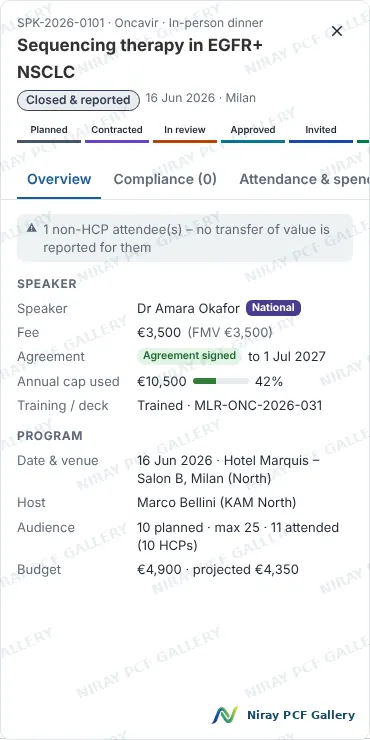 SPK-2026-0101 · Oncavir · In-person dinner
Sequencing therapy in EGFR+
NSCLC
Closed & reported 16 Jun 2026 · Milan
Planned Contracted In review Approved Invited
Overview Compliance (0) Attendance & spen
1 non-HCP attendee(s) – no transfer of value is
reported for them
SPEAKER
Speaker Dr Amara Okafor National
Fee €3,500 (FMV €3,500)
Agreement Agreement signed to 1 Jul 2027
Annual cap used €10,500 42%
Training / deck Trained · MLR-ONC-2026-031
PROGRAM
Date & venue 16 Jun 2026 · Hotel Marquis –
Salon B, Milan (North)
Host Marco Bellini (KAM North)
Audience 10 planned · max 25 · 11 attended
(10 HCPs)
Budget €4,900 · projected €4,350
Niray PCF Gallery
NIRAY PCF GALLERY